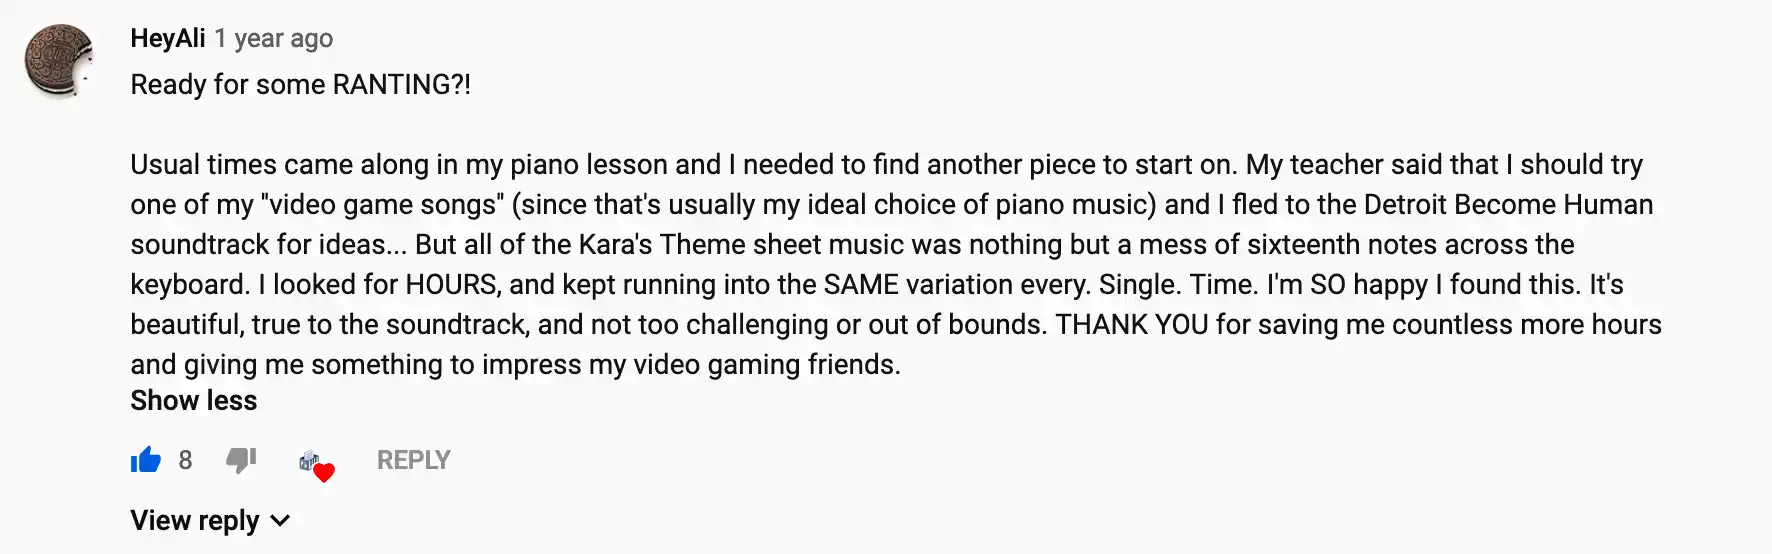 HeyAli 1 year ago
Ready for some RANTING?!
Usual times came along in my piano lesson and I needed to find another piece to start on. My teacher said that I should try
one of my "video game songs" (since that's usually my ideal choice of piano music) and I fled to the Detroit Become Human
soundtrack for ideas... But all of the Kara's Theme sheet music was nothing but a mess of sixteenth notes across the
keyboard. I looked for HOURS, and kept running into the SAME variation every. Single. Time. I'm SO happy I found this. It's
beautiful, true to the soundtrack, and not too challenging or out of bounds. THANK YOU for saving me countless more hours
and giving me something to impress my video gaming friends.
Show less
8 REPLY
View reply